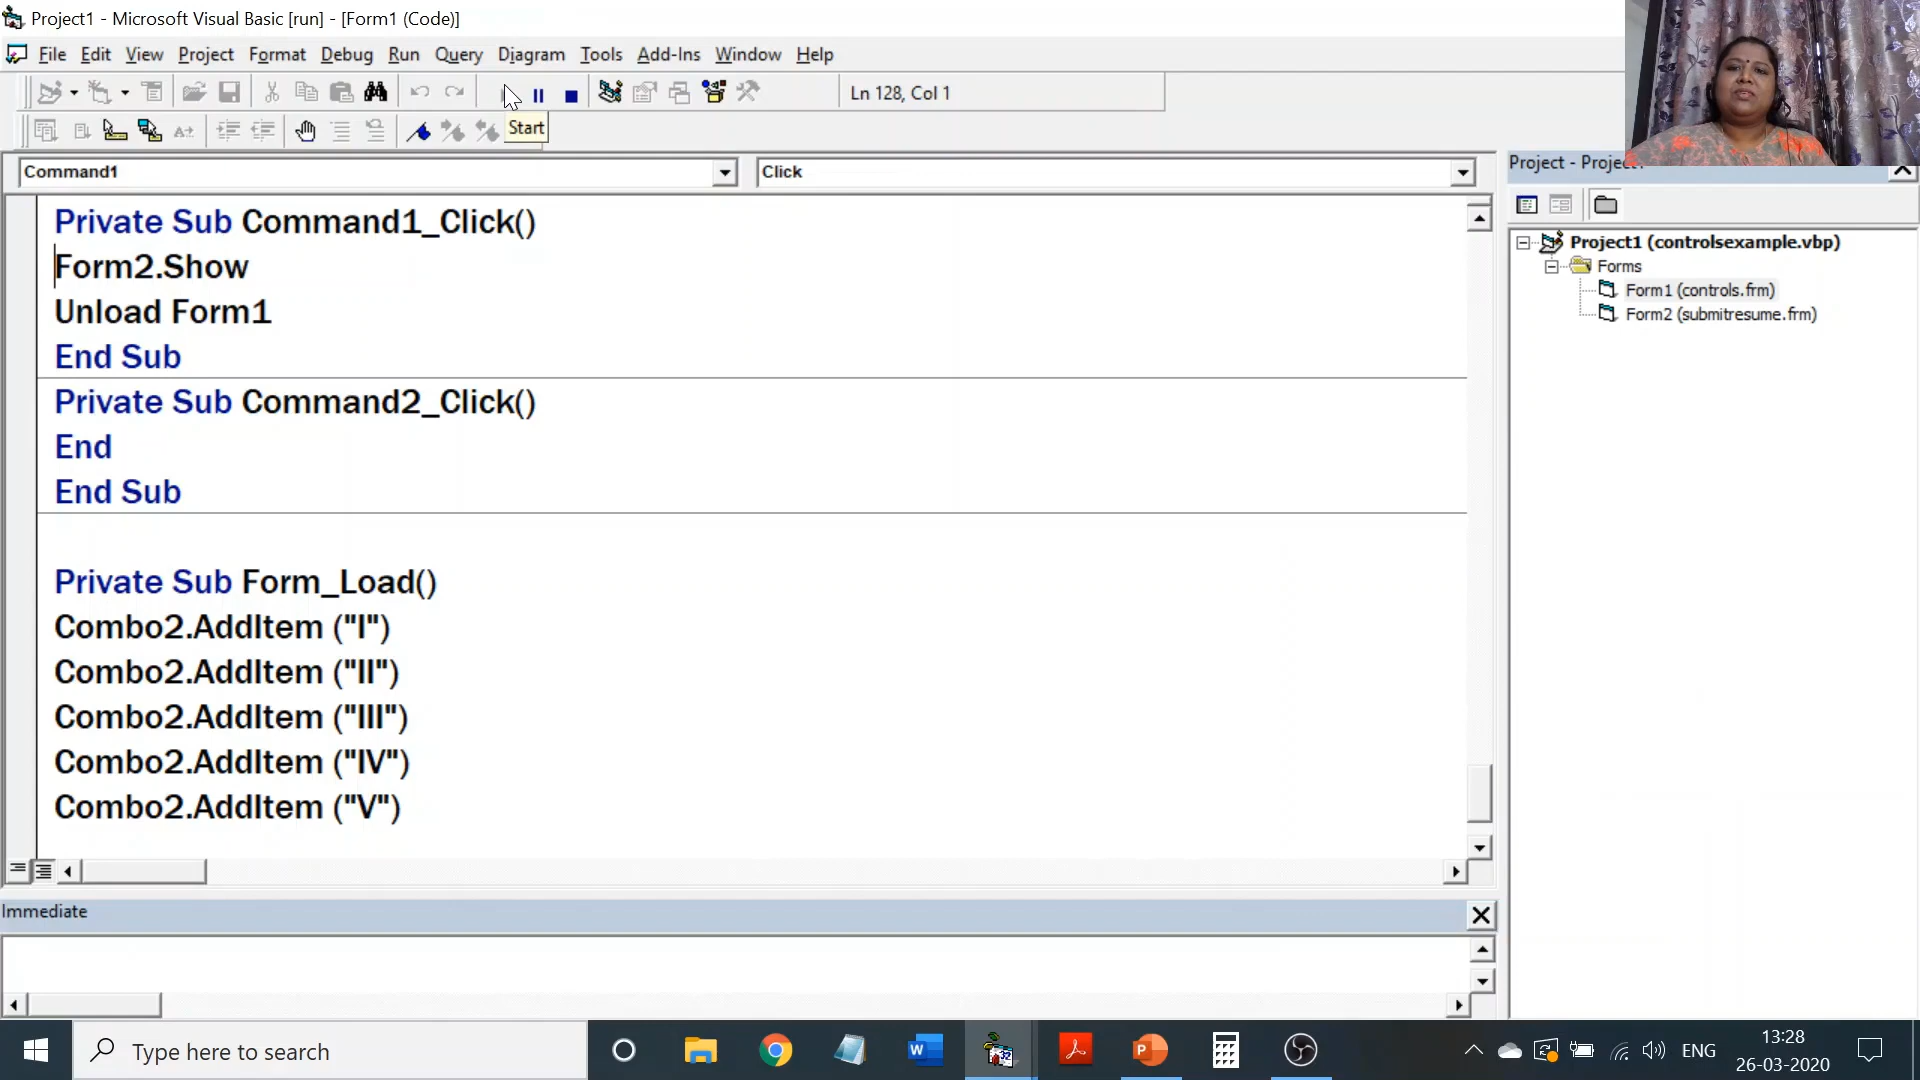 Project1 - Microsoft Visual Basic [run] - [Form1 (Code)]
File Edit View Project Format Debug Run Query Diagram Tools Add-Ins Window Help
Ln 128, Col 1
Start
Command1
Click
Private Sub Command1_Click()
Form2.Show
Unload Form1
End Sub
Private Sub Command2_Click()
End
End Sub
Private Sub Form_Load()
Combo2.AddItem ("I")
Combo2.AddItem ("II")
Combo2.AddItem ("III")
Combo2.AddItem ("IV")
Combo2.AddItem ("V")
Immediate
Project - Project
Project1 (controlsexample.vbp)
Forms
Form1 (controls.frm)
Form2 (submitresume.frm)
Type here to search
ENG
13:28
26-03-2020